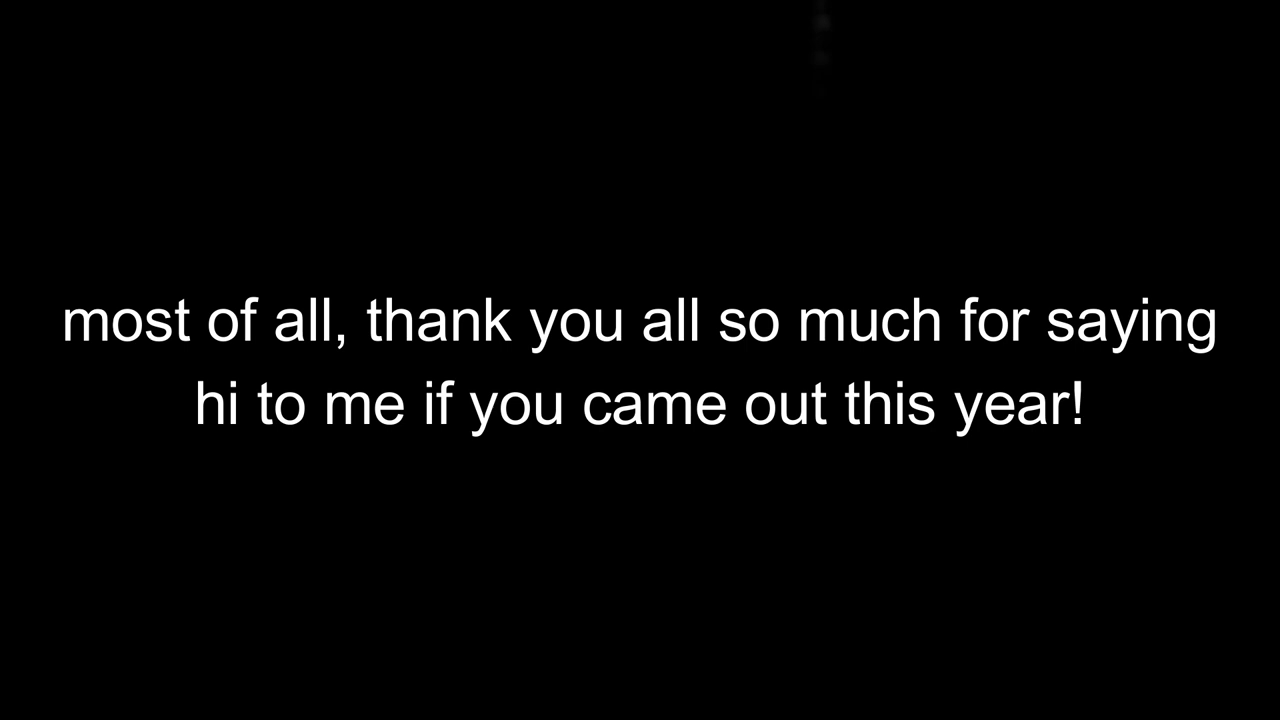 most of all, thank you all so much for saying
hi to me if you came out this year!